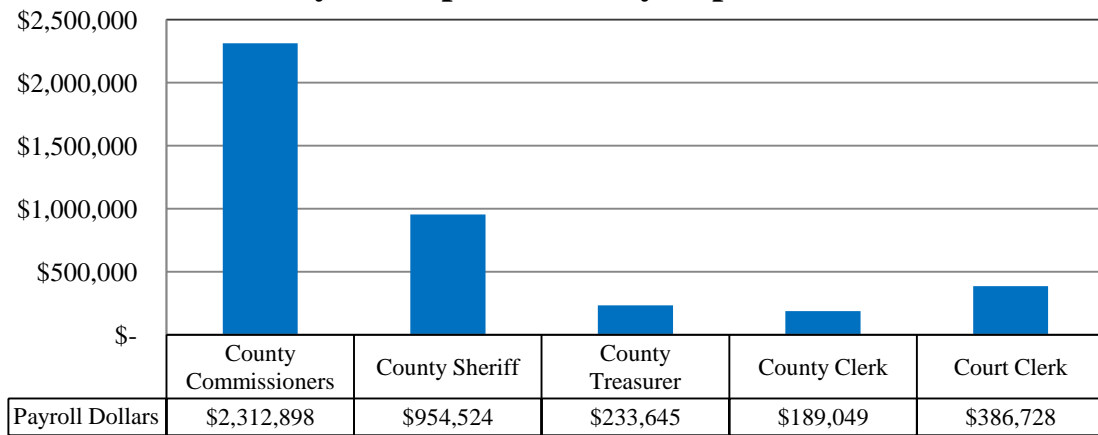 $2,500,000
$2,000,000
$1,500,000
$1,000,000
$500,000
$-
County Commissioners
County Sheriff
County Treasurer
County Clerk
Court Clerk
Payroll Dollars $2,312,898 $954,524 $233,645 $189,049 $386,728